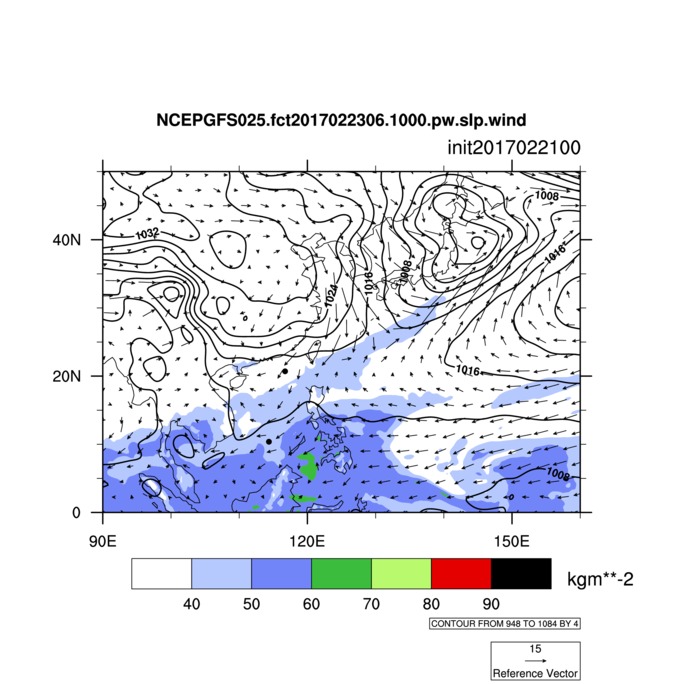 NCEPGFS025.fct2017022306.1000.pw.slp.wind
init2017022100
1008
1032
40N
1016
1008
1016
1024
1016
20N
1008
0
90E 120E 150E
kgm**-2
40 50 60 70 80 90
CONTOUR FROM 948 TO 1084 BY 4
15
Reference Vector